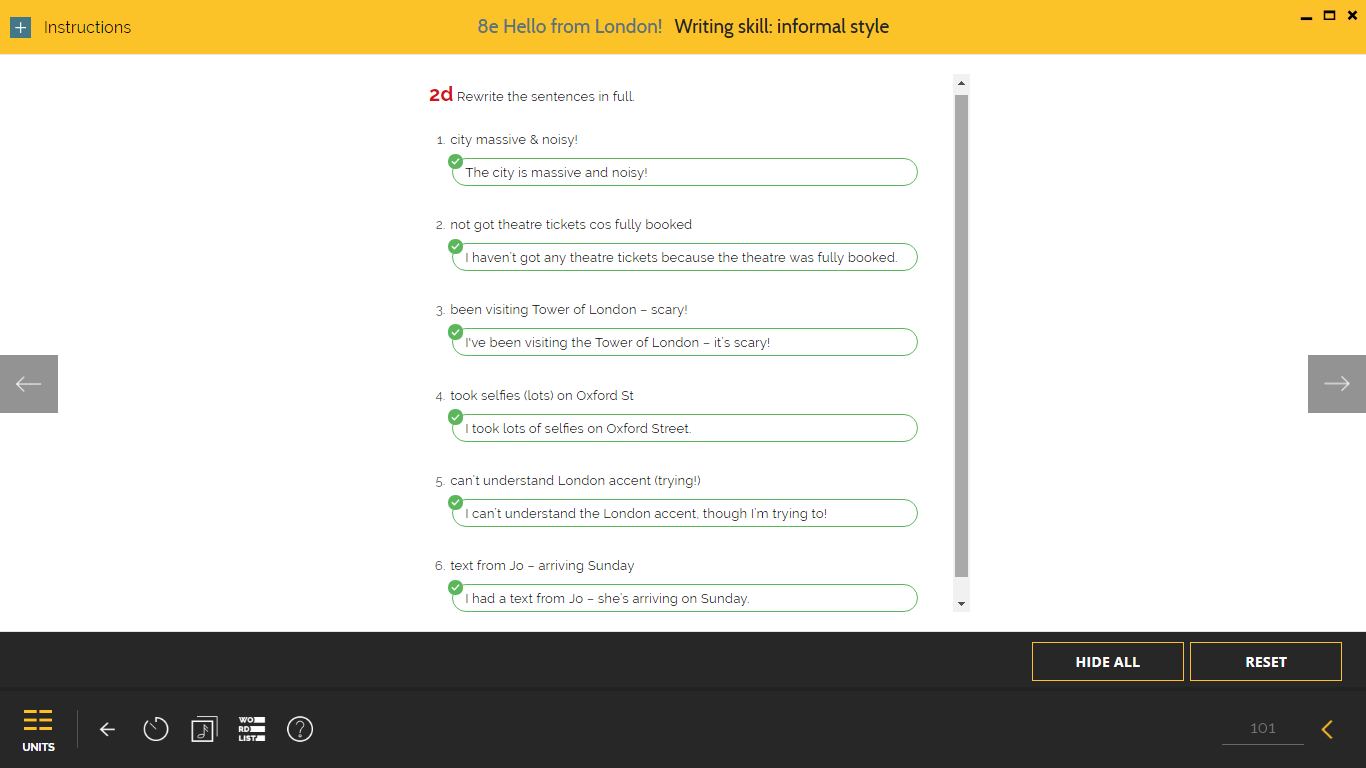 Instructions
8e Hello from London! Writing skill: informal style
2d Rewrite the sentences in full.
1. city massive & noisy!
The city is massive and noisy!
2. not got theatre tickets cos fully booked
I haven't got any theatre tickets because the theatre was fully booked.
3. been visiting Tower of London – scary!
I've been visiting the Tower of London – it's scary!
4. took selfies (lots) on Oxford St
I took lots of selfies on Oxford Street.
5. can't understand London accent (trying!)
I can't understand the London accent, though I'm trying to!
6. text from Jo – arriving Sunday
I had a text from Jo – she's arriving on Sunday.
HIDE ALL
RESET
UNITS
WO
RD
LIST
101